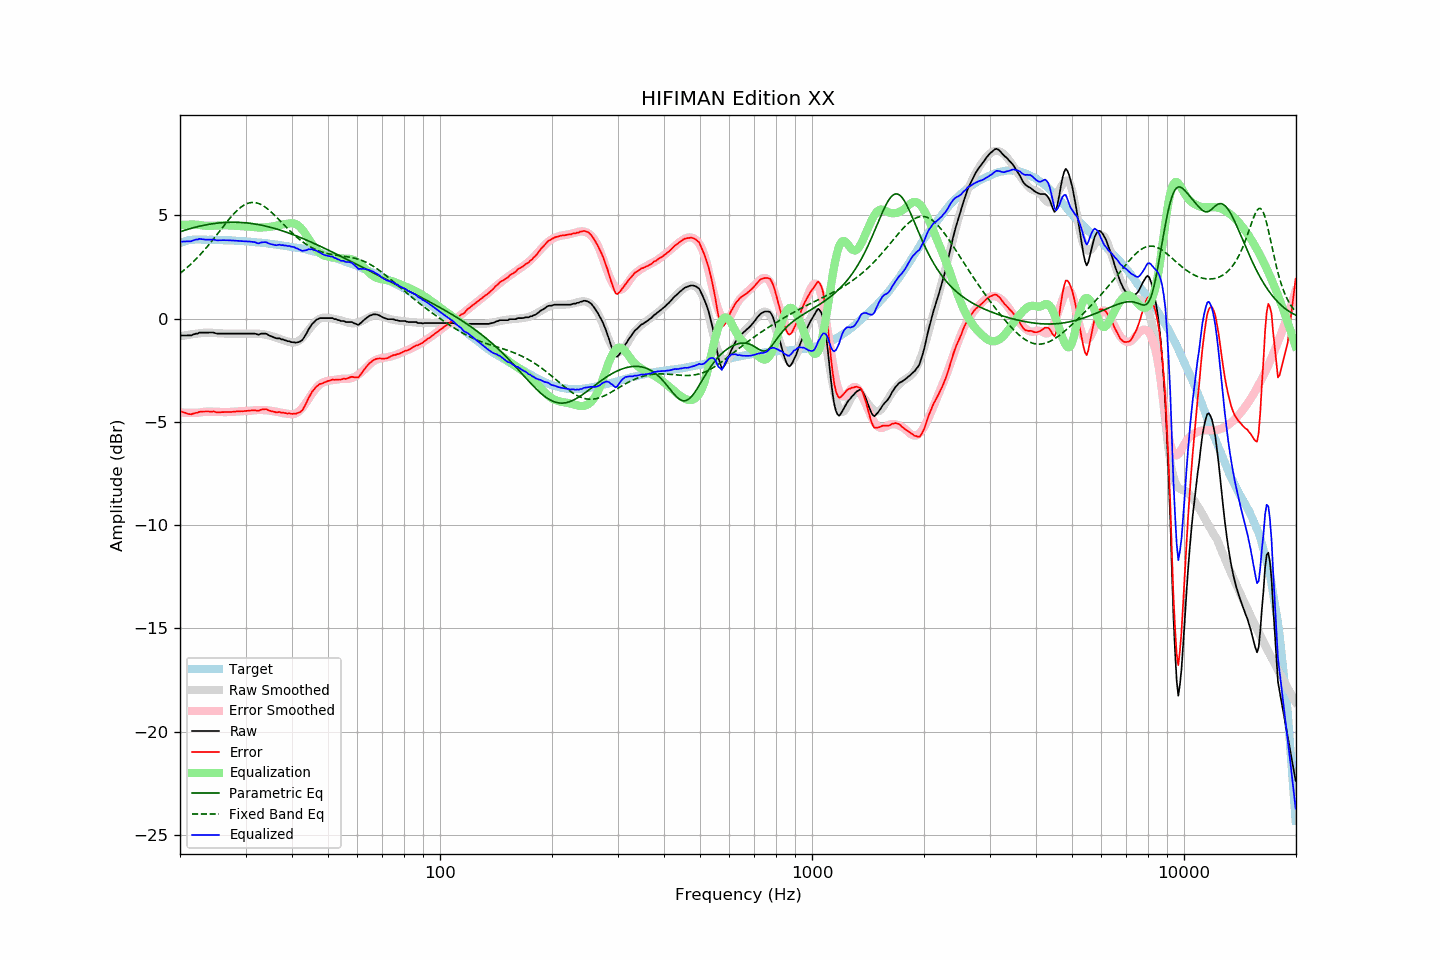 HIFIMAN Edition XX
Amplitude (dBr)
5
0
−5
−10
−15
−20
−25
Target
Raw Smoothed
Error Smoothed
Raw
Error
Equalization
Parametric Eq
Fixed Band Eq
Equalized
100
1000
10000
Frequency (Hz)